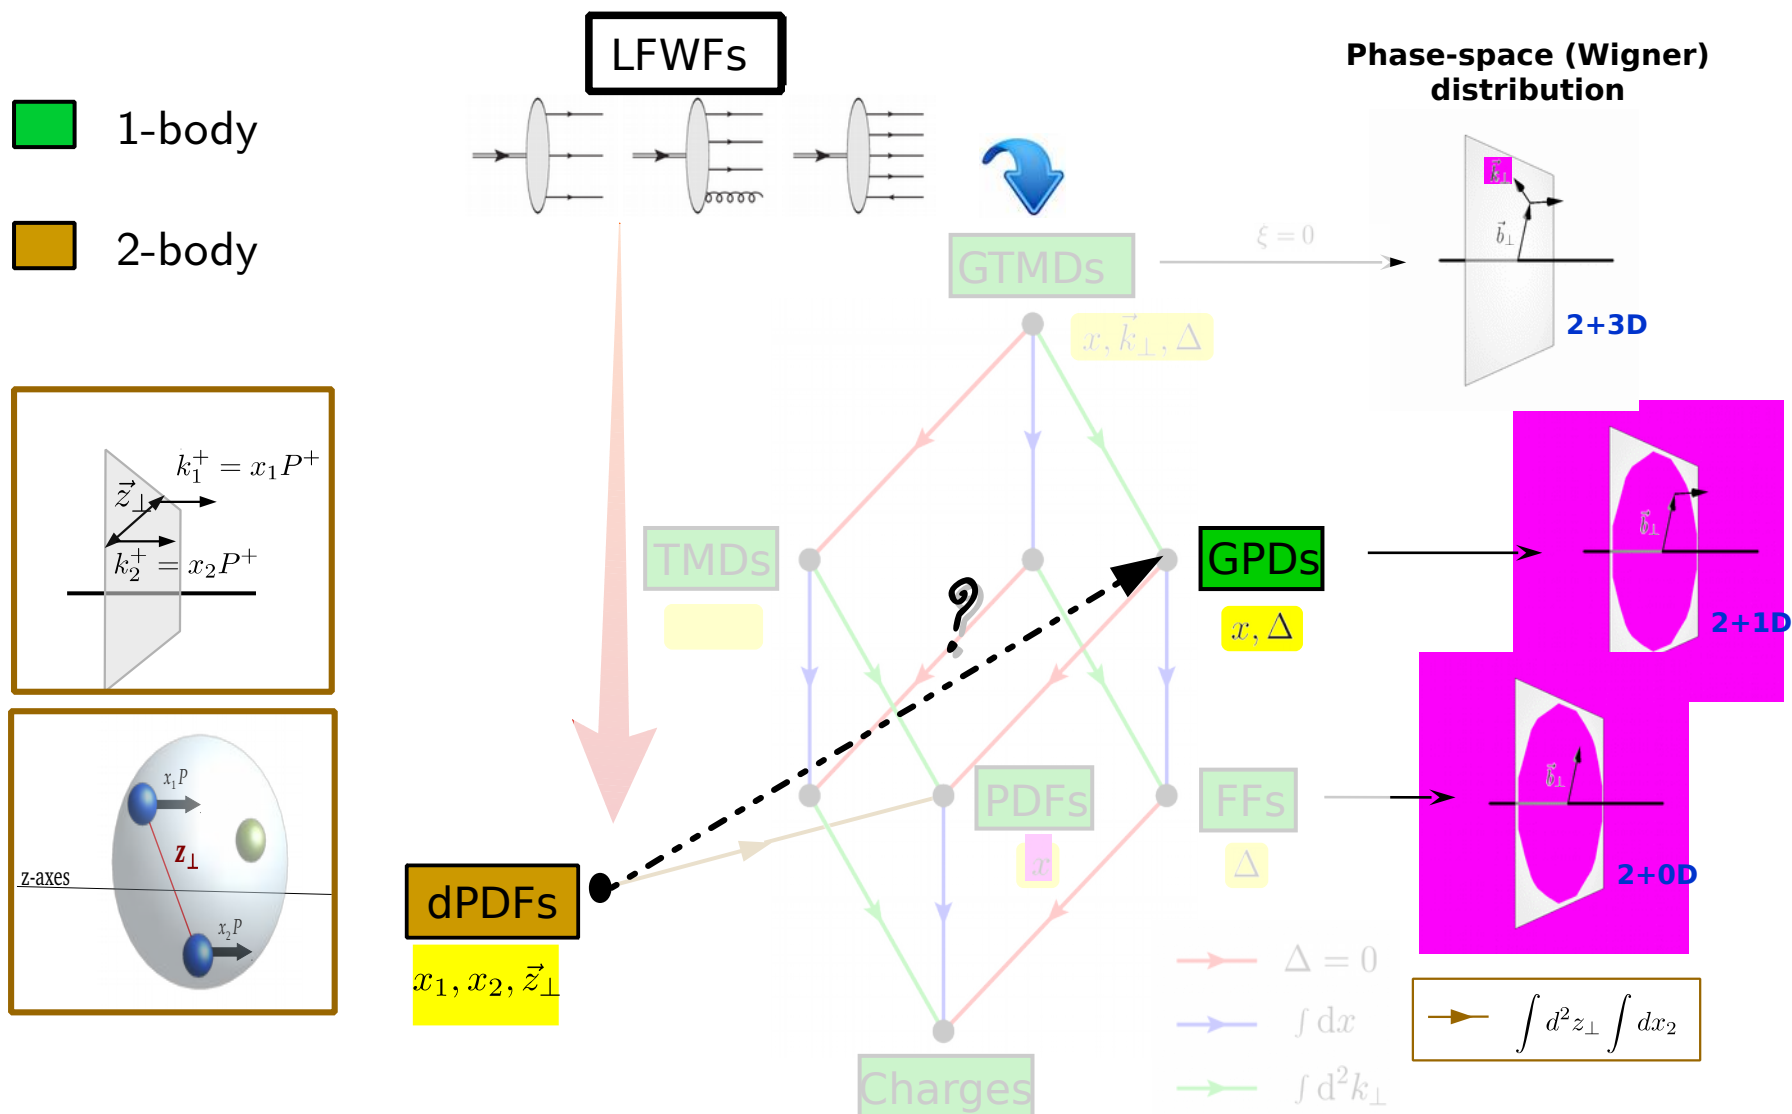 LFWFs
Phase-space (Wigner)
distribution
1-body
2-body
GTMDs
ξ = 0
x, k⃗⊥, Δ
b⃗⊥
2+3D
k₁⁺ = x₁P⁺
z⃗⊥
k₂⁺ = x₂P⁺
TMDs
?
GPDs
x, Δ
b⃗⊥
2+1D
x₁P
z⊥
z-axes
x₂P
PDFs
x
FFs
Δ
b⃗⊥
2+0D
dPDFs
x₁, x₂, z⃗⊥
Δ = 0
∫ dx
∫ d²k⊥
∫ d²z⊥ ∫ dx₂
Charges